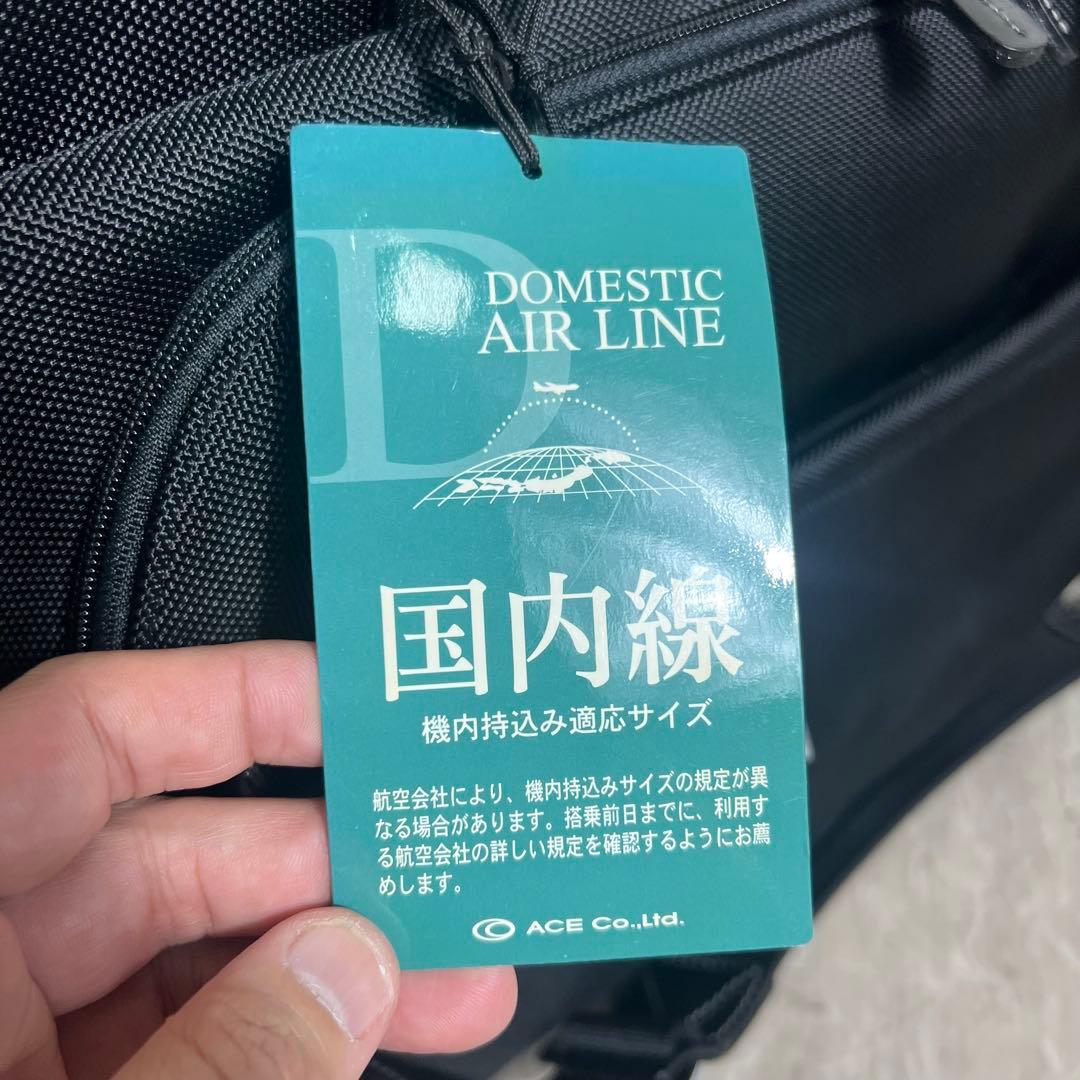 D
DOMESTIC
AIR LINE
国内線
機内持込み適応サイズ
航空会社により、機内持込みサイズの規定が異
なる場合があります。搭乗前日までに、利用す
る航空会社の詳しい規定を確認するようにお薦
めします。
ACE Co.,Ltd.